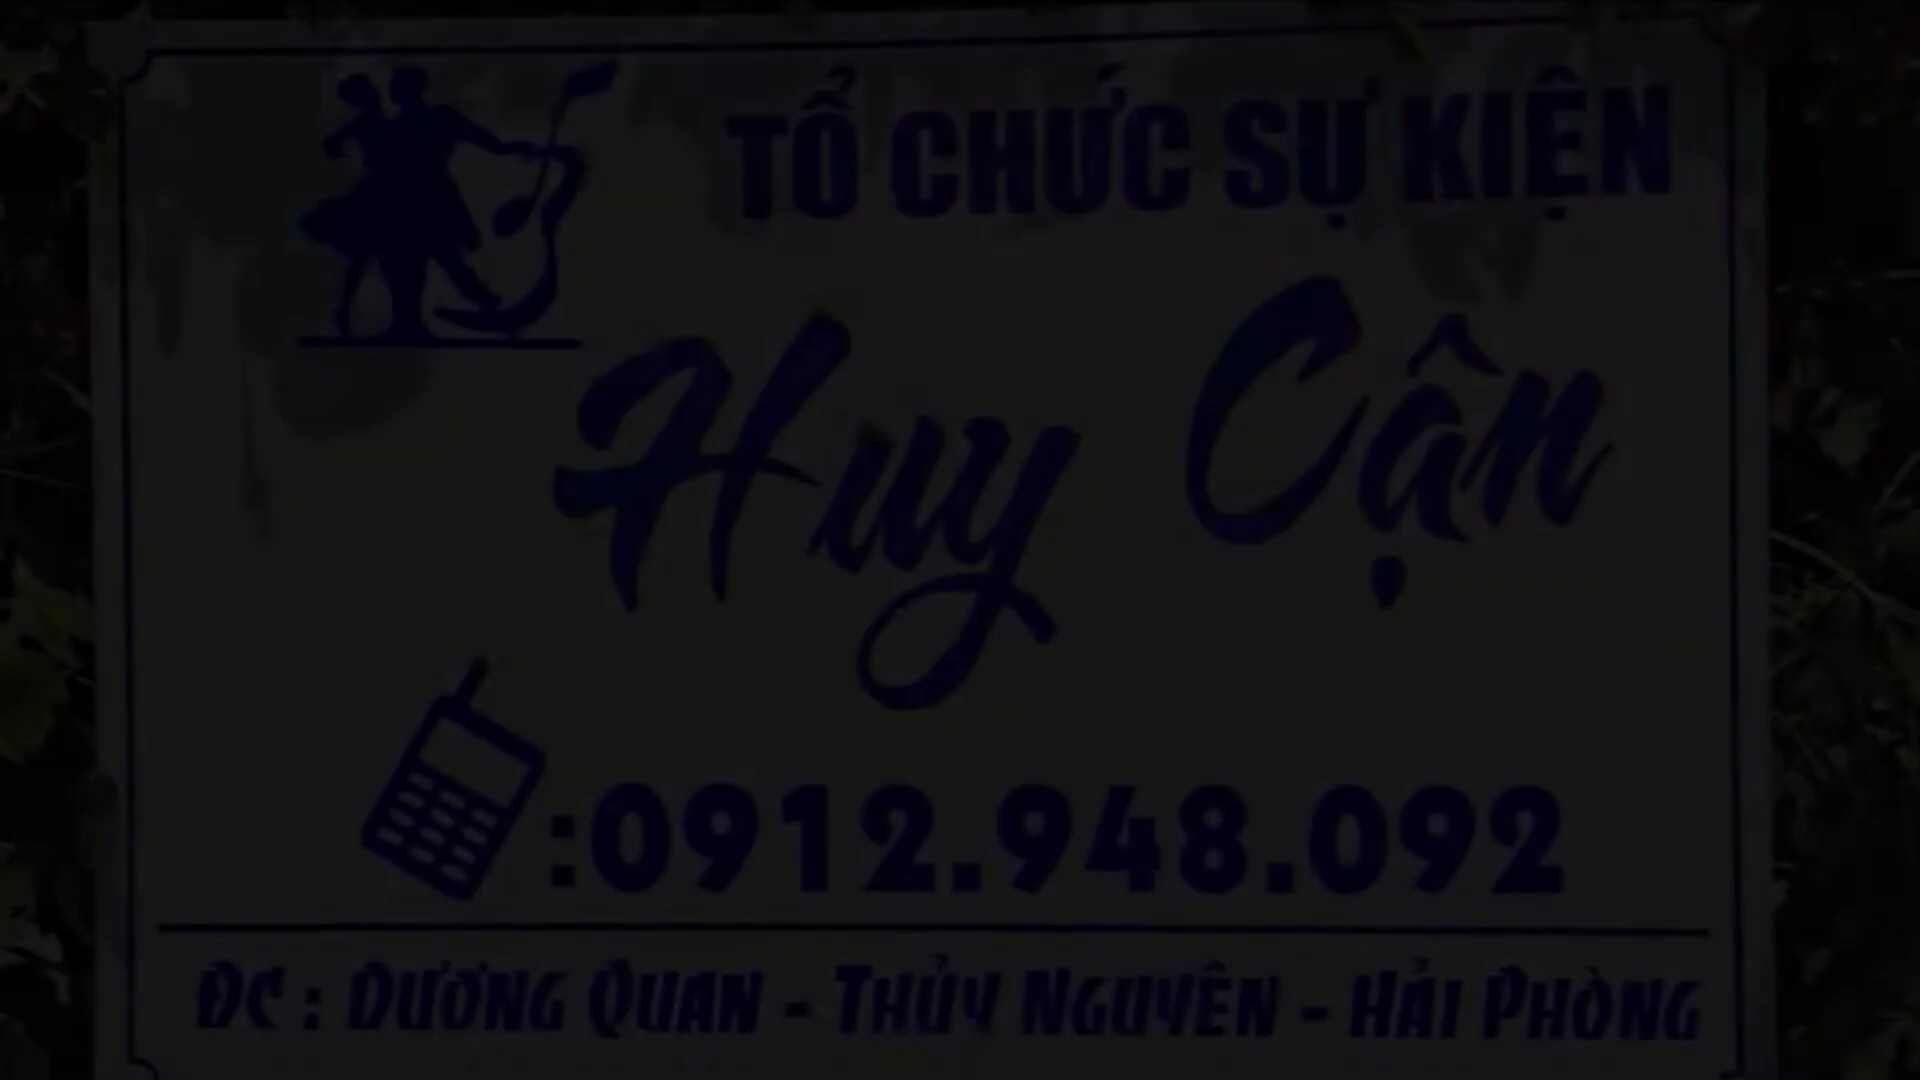 TỔ CHỨC SỰ KIỆN
Huy Cận
:0912.948.092
ĐC : DƯƠNG QUAN - THỦY NGUYÊN - HẢI PHÒNG